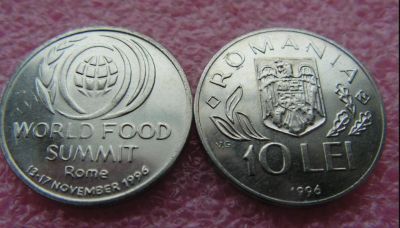 WORLD FOOD
SUMMIT
Rome
13-17 NOVEMBER 1996
ROMANIA
10 LEI
1996